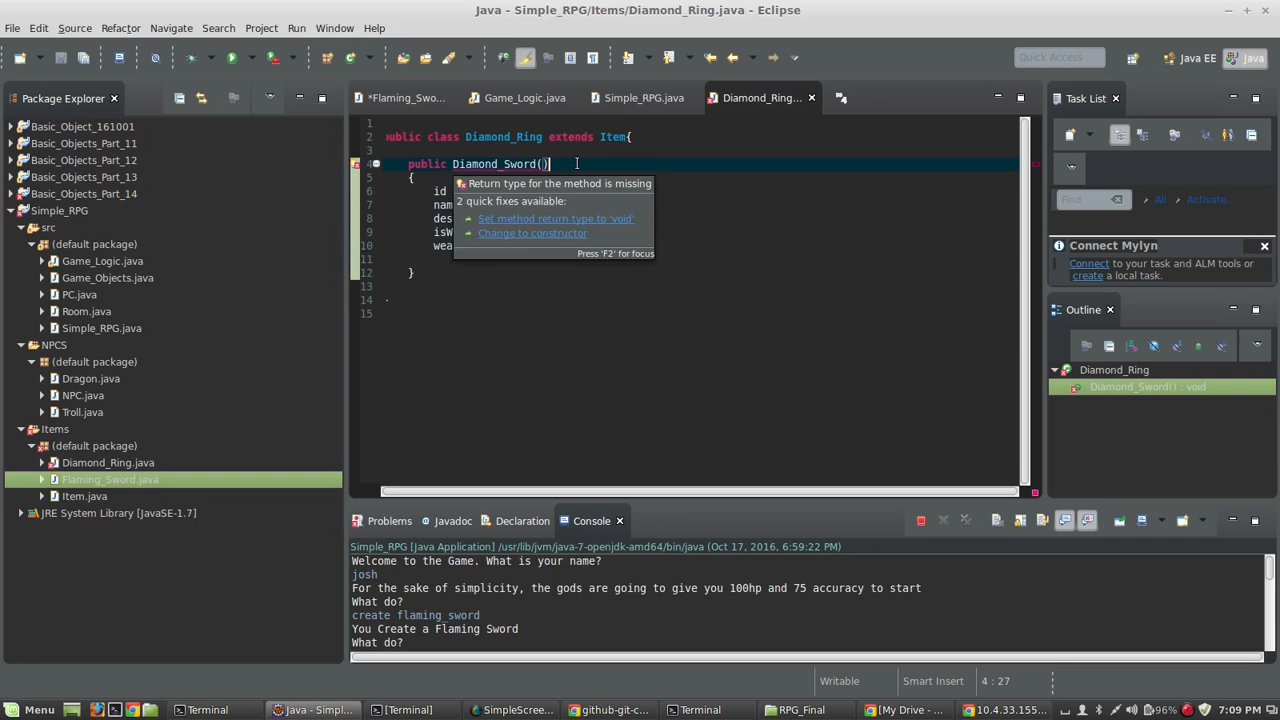 Java - Simple_RPG/Items/Diamond_Ring.java - Eclipse
File Edit Source Refactor Navigate Search Project Run Window Help
Quick Access Java EE Java
Package Explorer
Basic_Object_161001
Basic_Objects_Part_11
Basic_Objects_Part_12
Basic_Objects_Part_13
Basic_Objects_Part_14
Simple_RPG
src
(default package)
Game_Logic.java
Game_Objects.java
PC.java
Room.java
Simple_RPG.java
NPCS
(default package)
Dragon.java
NPC.java
Troll.java
Items
(default package)
Diamond_Ring.java
Flaming_Sword.java
Item.java
JRE System Library [JavaSE-1.7]
*Flaming_Swo... Game_Logic.java Simple_RPG.java Diamond_Ring....
1
2 public class Diamond_Ring extends Item{
3
4 public Diamond_Sword()
5 {
6 id
7 nam
8 des
9 isW
10 wea
11
12 }
13
14
15
Return type for the method is missing
2 quick fixes available:
Set method return type to 'void'
Change to constructor
Press 'F2' for focus
Task List
Find All Activate...
Connect Mylyn
Connect to your task and ALM tools or
create a local task.
Outline
Diamond_Ring
Diamond_Sword() : void
Problems Javadoc Declaration Console
Simple_RPG [Java Application] /usr/lib/jvm/java-7-openjdk-amd64/bin/java (Oct 17, 2016, 6:59:22 PM)
Welcome to the Game. What is your name?
josh
For the sake of simplicity, the gods are going to give you 100hp and 75 accuracy to start
What do?
create flaming_sword
You Create a Flaming Sword
What do?
Writable Smart Insert 4 : 27
Menu Terminal Java - Simpl... [Terminal] SimpleScree... github-git-c... Terminal RPG_Final [My Drive - ... 10.4.33.155... 96% 7:09 PM